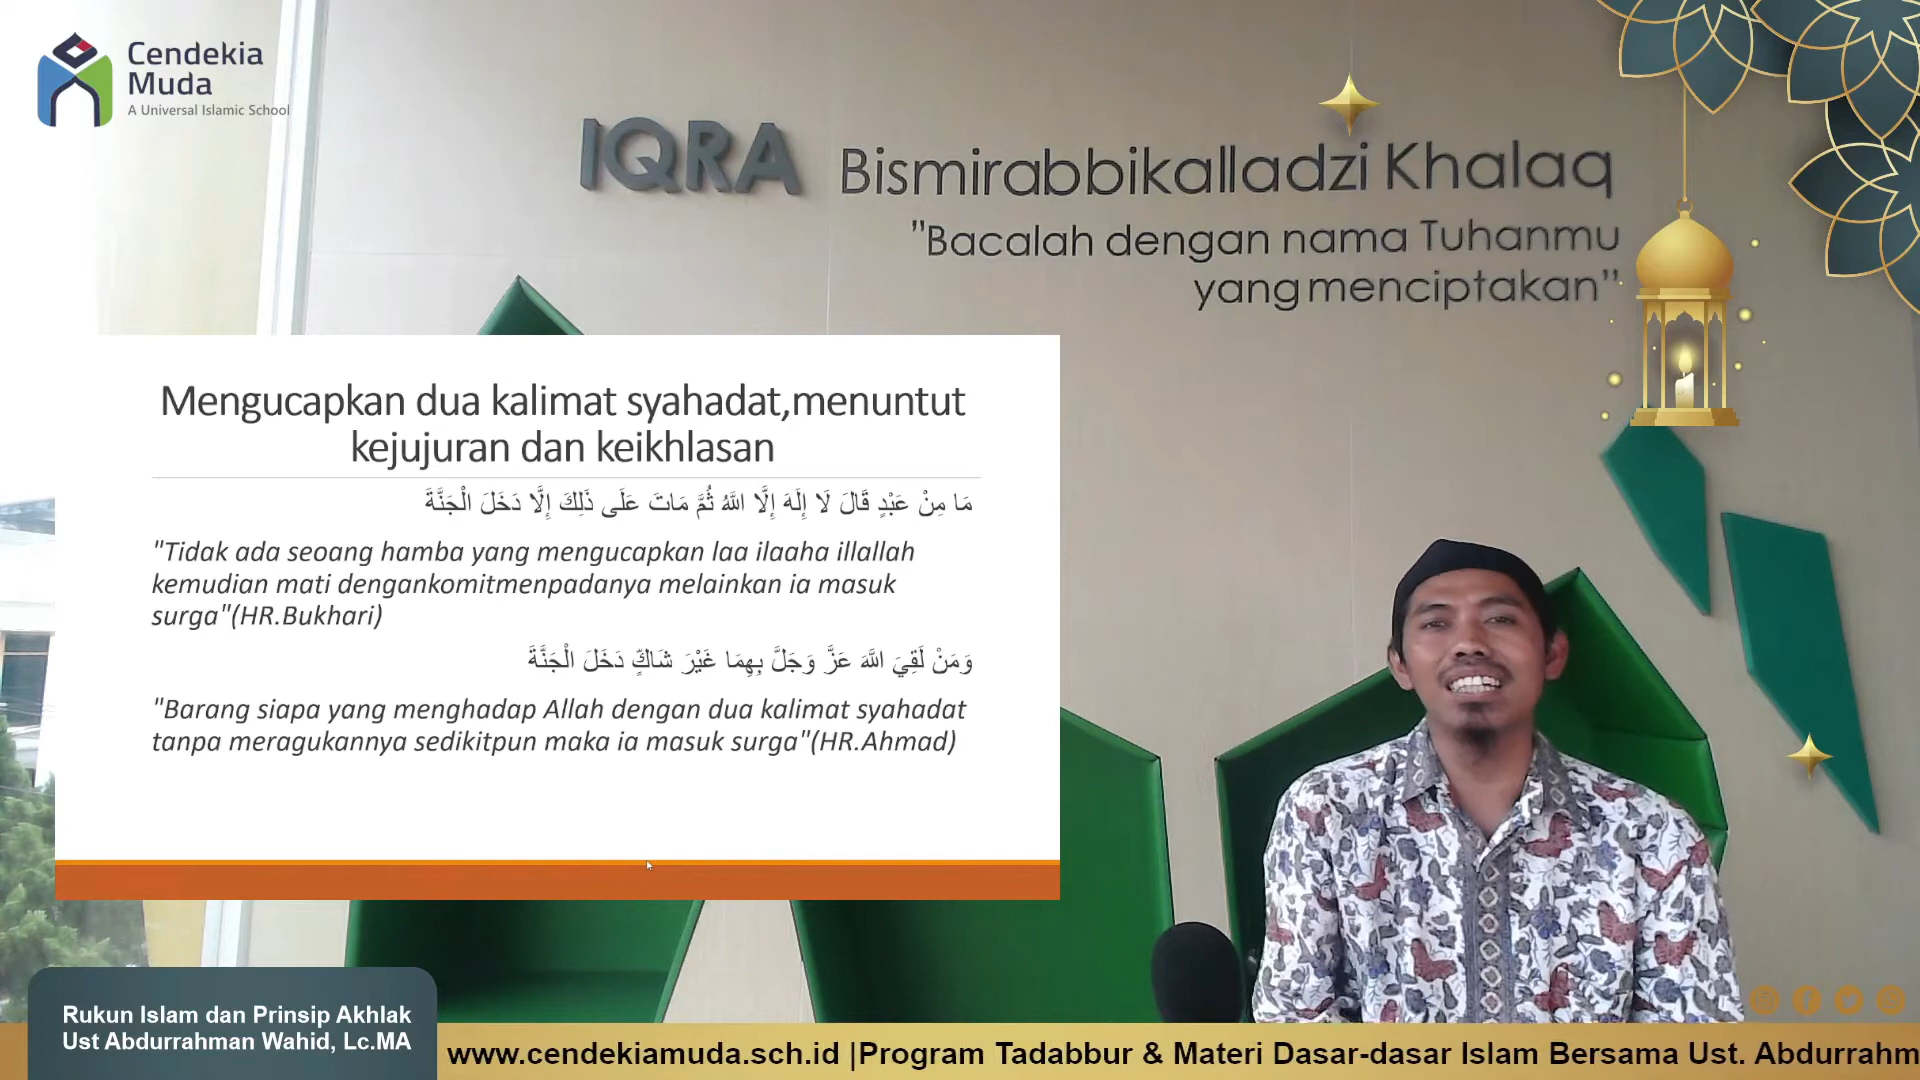 Cendekia
Muda
A Universal Islamic School
IQRA Bismirabbikalladzi Khalaq
"Bacalah dengan nama Tuhanmu
yang menciptakan"
Mengucapkan dua kalimat syahadat,menuntut
kejujuran dan keikhlasan
مَا مِنْ عَبْدٍ قَالَ لَا إِلَهَ إِلَّا اللَّهُ ثُمَّ مَاتَ عَلَى ذَلِكَ إِلَّا دَخَلَ الْجَنَّةَ
"Tidak ada seoang hamba yang mengucapkan laa ilaaha illallah
kemudian mati dengankomitmenpadanya melainkan ia masuk
surga"(HR.Bukhari)
وَمَنْ لَقِيَ اللَّهَ عَزَّ وَجَلَّ بِهِمَا غَيْرَ شَاكٍّ دَخَلَ الْجَنَّةَ
"Barang siapa yang menghadap Allah dengan dua kalimat syahadat
tanpa meragukannya sedikitpun maka ia masuk surga"(HR.Ahmad)
Rukun Islam dan Prinsip Akhlak
Ust Abdurrahman Wahid, Lc.MA
www.cendekiamuda.sch.id |Program Tadabbur & Materi Dasar-dasar Islam Bersama Ust. Abdurrahm